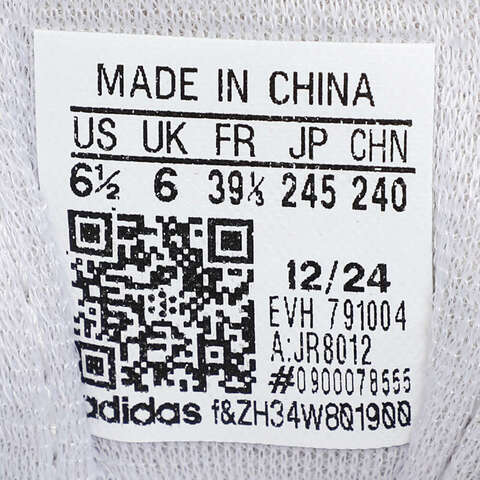 MADE IN CHINA
US UK FR JP CHN
6½ 6 39⅓ 245 240
12/24
EVH 791004
A:JR8012
#0900078555
adidas f&ZH34W801900